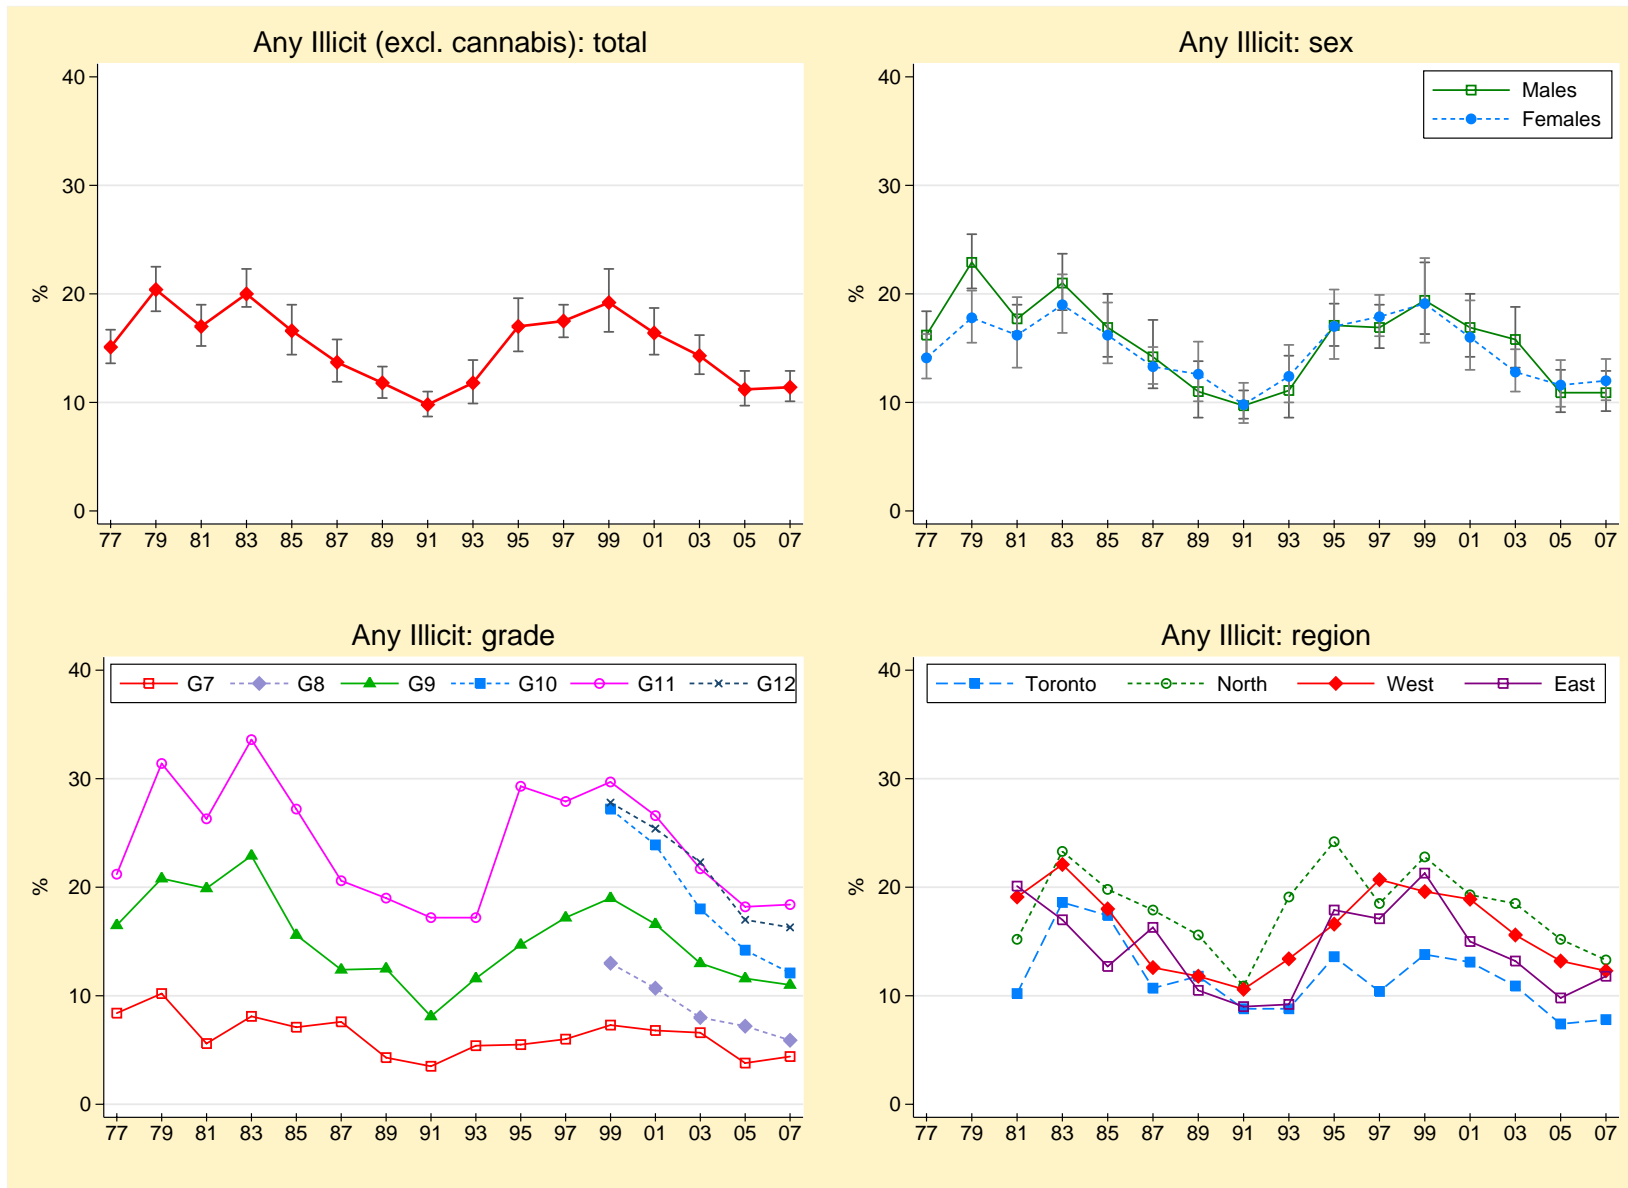 Any Illicit (excl. cannabis): total
40
30
20
10
0
%
77 79 81 83 85 87 89 91 93 95 97 99 01 03 05 07
Any Illicit: sex
Males
Females
40
30
20
10
0
%
77 79 81 83 85 87 89 91 93 95 97 99 01 03 05 07
Any Illicit: grade
G7 G8 G9 G10 G11 G12
40
30
20
10
0
%
77 79 81 83 85 87 89 91 93 95 97 99 01 03 05 07
Any Illicit: region
Toronto North West East
40
30
20
10
0
%
77 79 81 83 85 87 89 91 93 95 97 99 01 03 05 07